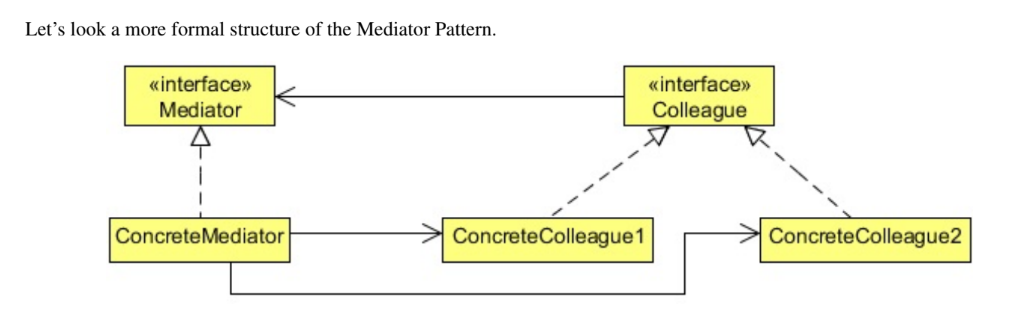 Let's look a more formal structure of the Mediator Pattern.
«interface»
Mediator
«interface»
Colleague
ConcreteMediator
ConcreteColleague1
ConcreteColleague2